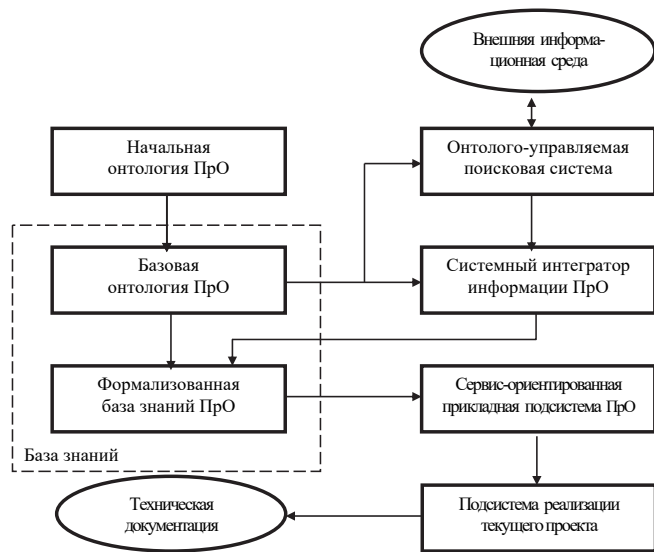 Внешняя информа-
ционная среда
Начальная
онтология ПрО
Онтолого-управляемая
поисковая система
Базовая
онтология ПрО
Системный интегратор
информации ПрО
Формализованная
база знаний ПрО
Сервис-ориентированная
прикладная подсистема ПрО
База знаний
Техническая
документация
Подсистема реализации
текущего проекта